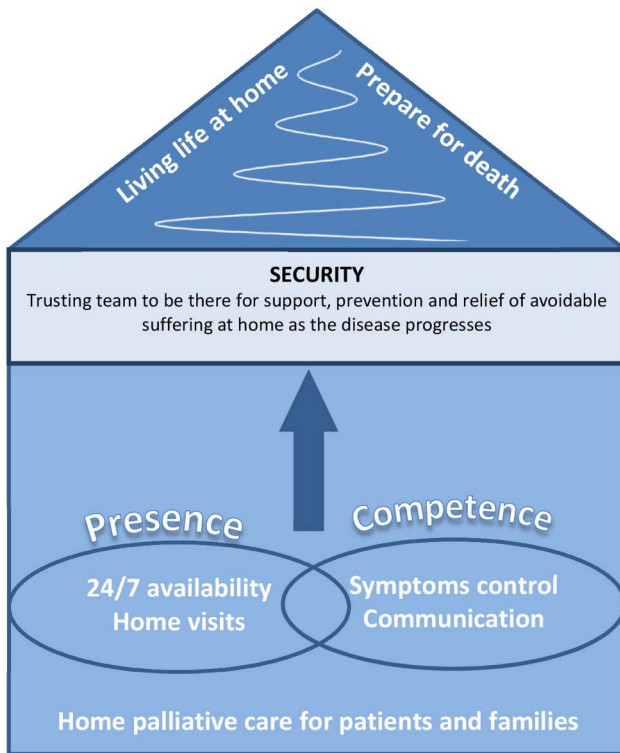 Living life at home
Prepare for death
SECURITY
Trusting team to be there for support, prevention and relief of avoidable
suffering at home as the disease progresses
Presence
Competence
24/7 availability
Home visits
Symptoms control
Communication
Home palliative care for patients and families